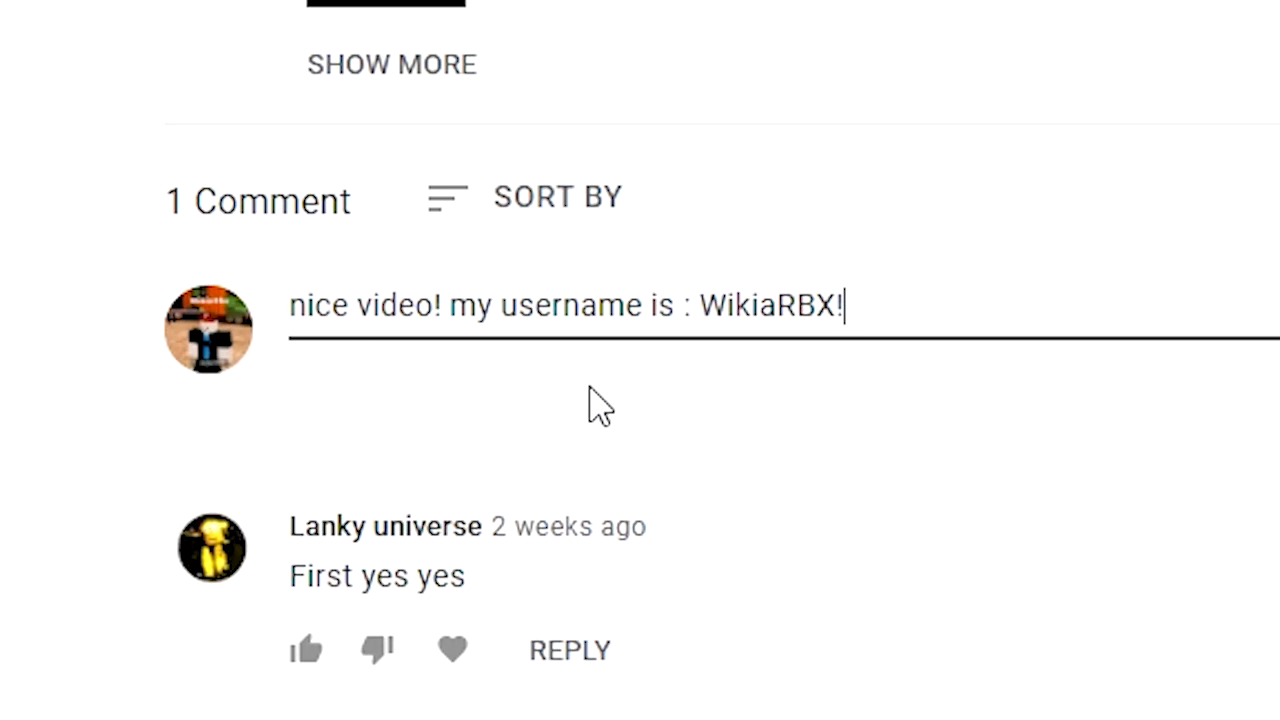 SHOW MORE
1 Comment
SORT BY
nice video! my username is : WikiaRBX!
Lanky universe 2 weeks ago
First yes yes
REPLY